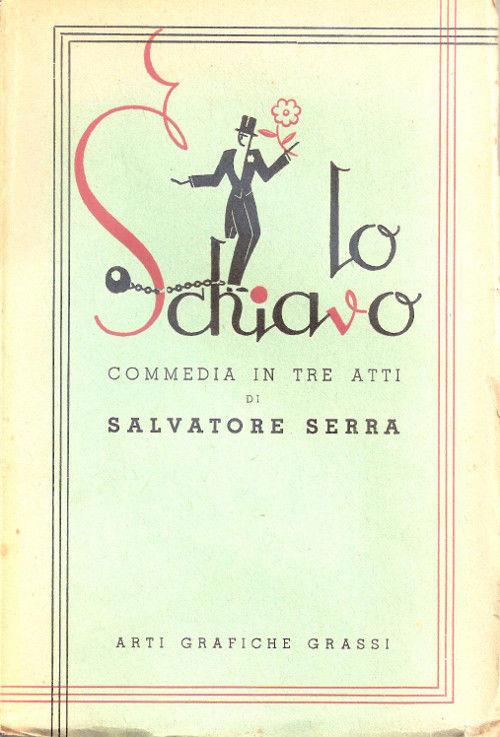 Lo
Schiavo
COMMEDIA IN TRE ATTI
DI
SALVATORE SERRA
ARTI GRAFICHE GRASSI